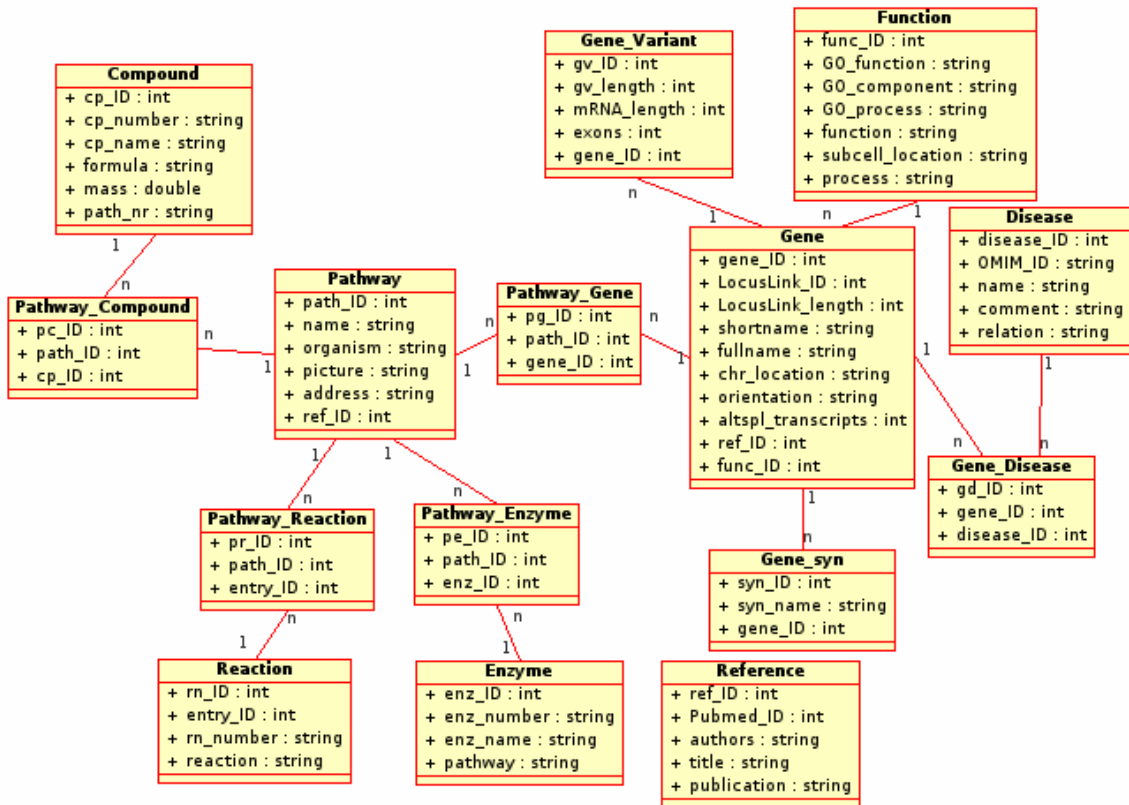 Compound
+ cp_ID : int
+ cp_number : string
+ cp_name : string
+ formula : string
+ mass : double
+ path_nr : string
1
n
Pathway_Compound
+ pc_ID : int
+ path_ID : int
+ cp_ID : int
n
1
Pathway
+ path_ID : int
+ name : string
+ organism : string
+ picture : string
+ address : string
+ ref_ID : int
1
n
Pathway_Gene
+ pg_ID : int
+ path_ID : int
+ gene_ID : int
n
1
Gene_Variant
+ gv_ID : int
+ gv_length : int
+ mRNA_length : int
+ exons : int
+ gene_ID : int
n
1
Function
+ func_ID : int
+ GO_function : string
+ GO_component : string
+ GO_process : string
+ function : string
+ subcell_location : string
+ process : string
1
n
Gene
+ gene_ID : int
+ LocusLink_ID : int
+ LocusLink_length : int
+ shortname : string
+ fullname : string
+ chr_location : string
+ orientation : string
+ altspl_transcripts : int
+ ref_ID : int
+ func_ID : int
1
n
Disease
+ disease_ID : int
+ OMIM_ID : string
+ name : string
+ comment : string
+ relation : string
1
n
Gene_Disease
+ gd_ID : int
+ gene_ID : int
+ disease_ID : int
1
n
Gene_syn
+ syn_ID : int
+ syn_name : string
+ gene_ID : int
1
n
Pathway_Reaction
+ pr_ID : int
+ path_ID : int
+ entry_ID : int
n
1
Reaction
+ rn_ID : int
+ entry_ID : int
+ rn_number : string
+ reaction : string
1
n
Pathway_Enzyme
+ pe_ID : int
+ path_ID : int
+ enz_ID : int
n
1
Enzyme
+ enz_ID : int
+ enz_number : string
+ enz_name : string
+ pathway : string
Reference
+ ref_ID : int
+ Pubmed_ID : int
+ authors : string
+ title : string
+ publication : string